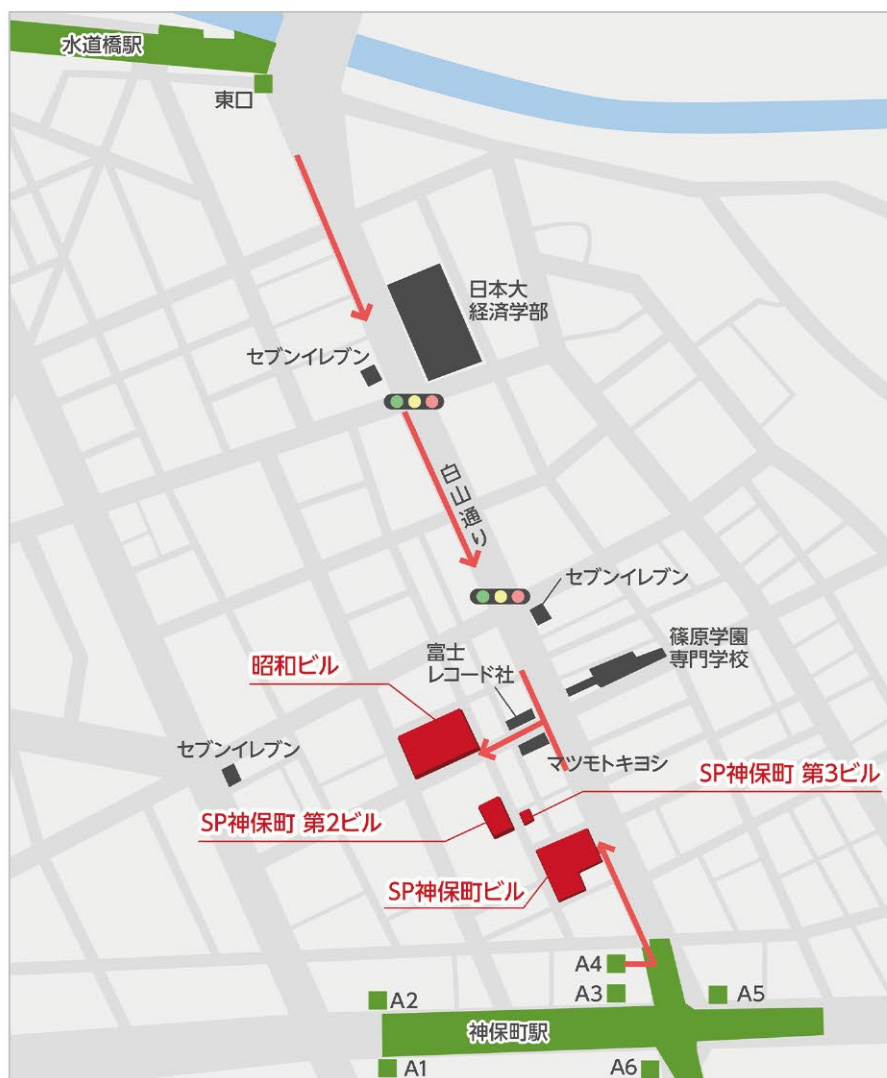 水道橋駅
東口
日本大
経済学部
セブンイレブン
白山通り
セブンイレブン
篠原学園
専門学校
富士
レコード社
昭和ビル
セブンイレブン
マツモトキヨシ
SP神保町 第3ビル
SP神保町 第2ビル
SP神保町ビル
A4
A3
A2
A5
神保町駅
A1
A6